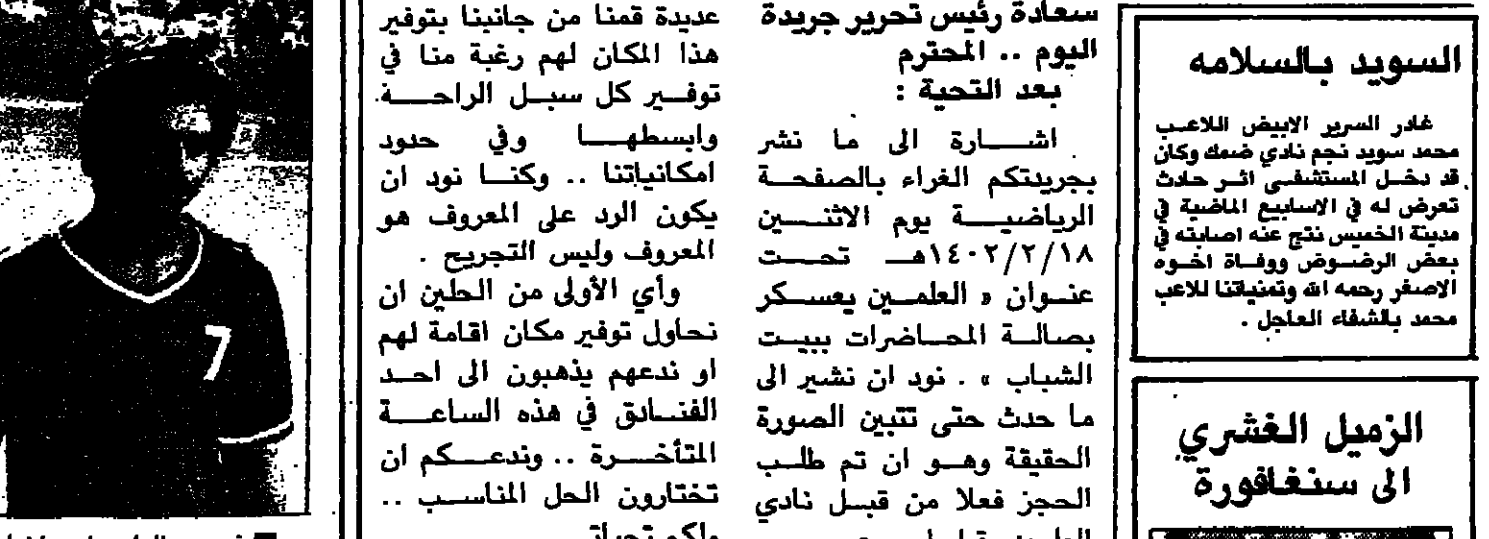 السويد بالسلامه
غادر السرير الابيض اللاعب
محمد سويد نجم نادي ضمك وكان
قد دخل المستشفى اثر حادث
تعرض له في الاسابيع الماضية في
مدينة الخميس نتج عنه اصابته في
بعض الرضوض ووفاة اخوه
الاصغر رحمه الله وتمنياتنا للاعب
محمد بالشفاء العاجل .
الزميل الغشري
الى سنغافورة
سعادة رئيس تحرير جريدة
اليوم .. المحترم
بعد التحية :
اشارة الى ما نشر
بجريدتكم الغراء بالصفحة
الرياضية يوم الاثنين
١٤٠٢/٢/١٨هـ تحت
عنوان « العلمين يعسكر
بصالة المحاضرات ببيت
الشباب » . نود ان نشير الى
ما حدث حتى تتبين الصورة
الحقيقة وهو ان تم طلب
الحجز فعلا من قبل نادي
عديدة قمنا من جانبنا بتوفير
هذا المكان لهم رغبة منا في
توفير كل سبل الراحة
وابسطها وفي حدود
امكانياتنا .. وكنا نود ان
يكون الرد على المعروف هو
المعروف وليس التجريح .
وأي الأولى من الحلين ان
نحاول توفير مكان اقامة لهم
او ندعهم يذهبون الى احد
الفنادق في هذه الساعة
المتأخرة .. وندعكم ان
تختارون الحل المناسب ..
7